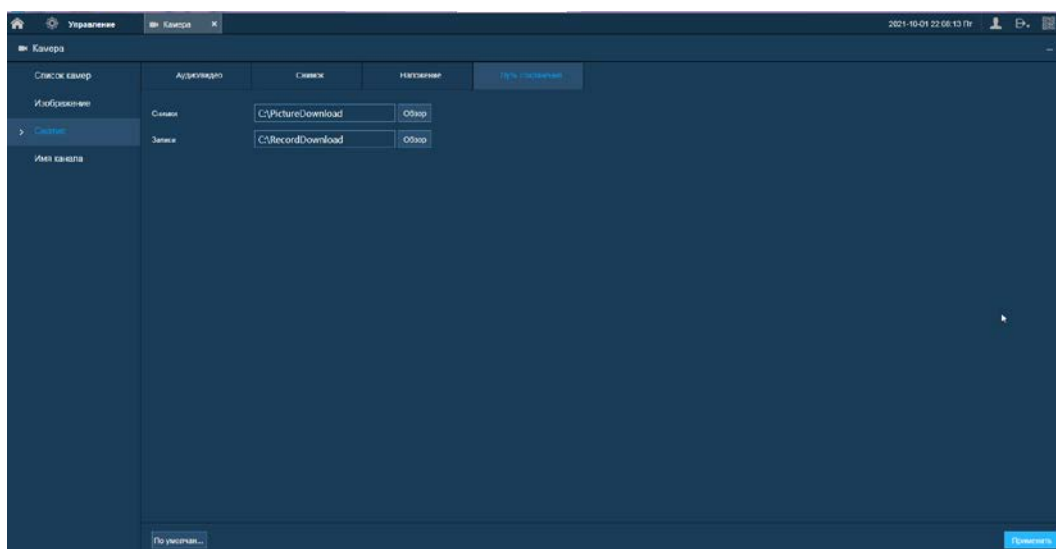 Управление
Камера ×
2021-10-01 22:08:13 Пт
Камера
Список камер
Изображение
Имя канала
Аудио/видео
Снимок
Наложение
Путь
Снимки
C:\PictureDownload
Обзор
Записи
C:\RecordDownload
Обзор
По умолчан...
Применить